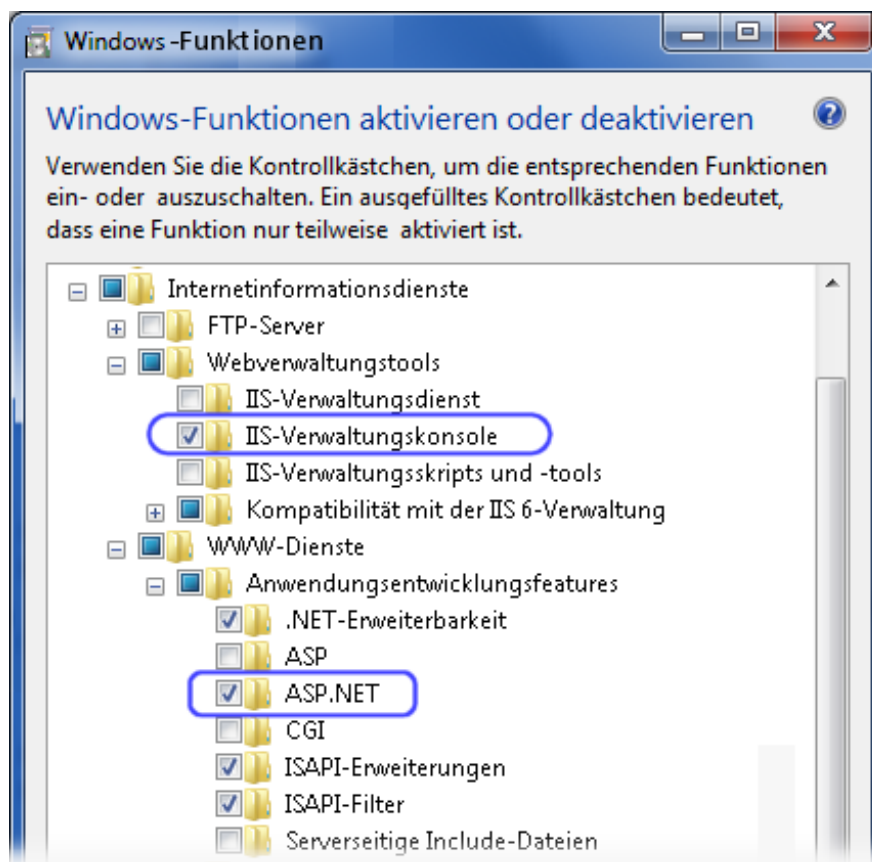 Windows-Funktionen
Windows-Funktionen aktivieren oder deaktivieren
Verwenden Sie die Kontrollkästchen, um die entsprechenden Funktionen
ein- oder auszuschalten. Ein ausgefülltes Kontrollkästchen bedeutet,
dass eine Funktion nur teilweise aktiviert ist.
Internetinformationsdienste
FTP-Server
Webverwaltungstools
IIS-Verwaltungsdienst
IIS-Verwaltungskonsole
IIS-Verwaltungsskripts und -tools
Kompatibilität mit der IIS 6-Verwaltung
WWW-Dienste
Anwendungsentwicklungsfeatures
.NET-Erweiterbarkeit
ASP
ASP.NET
CGI
ISAPI-Erweiterungen
ISAPI-Filter
Serverseitige Include-Dateien